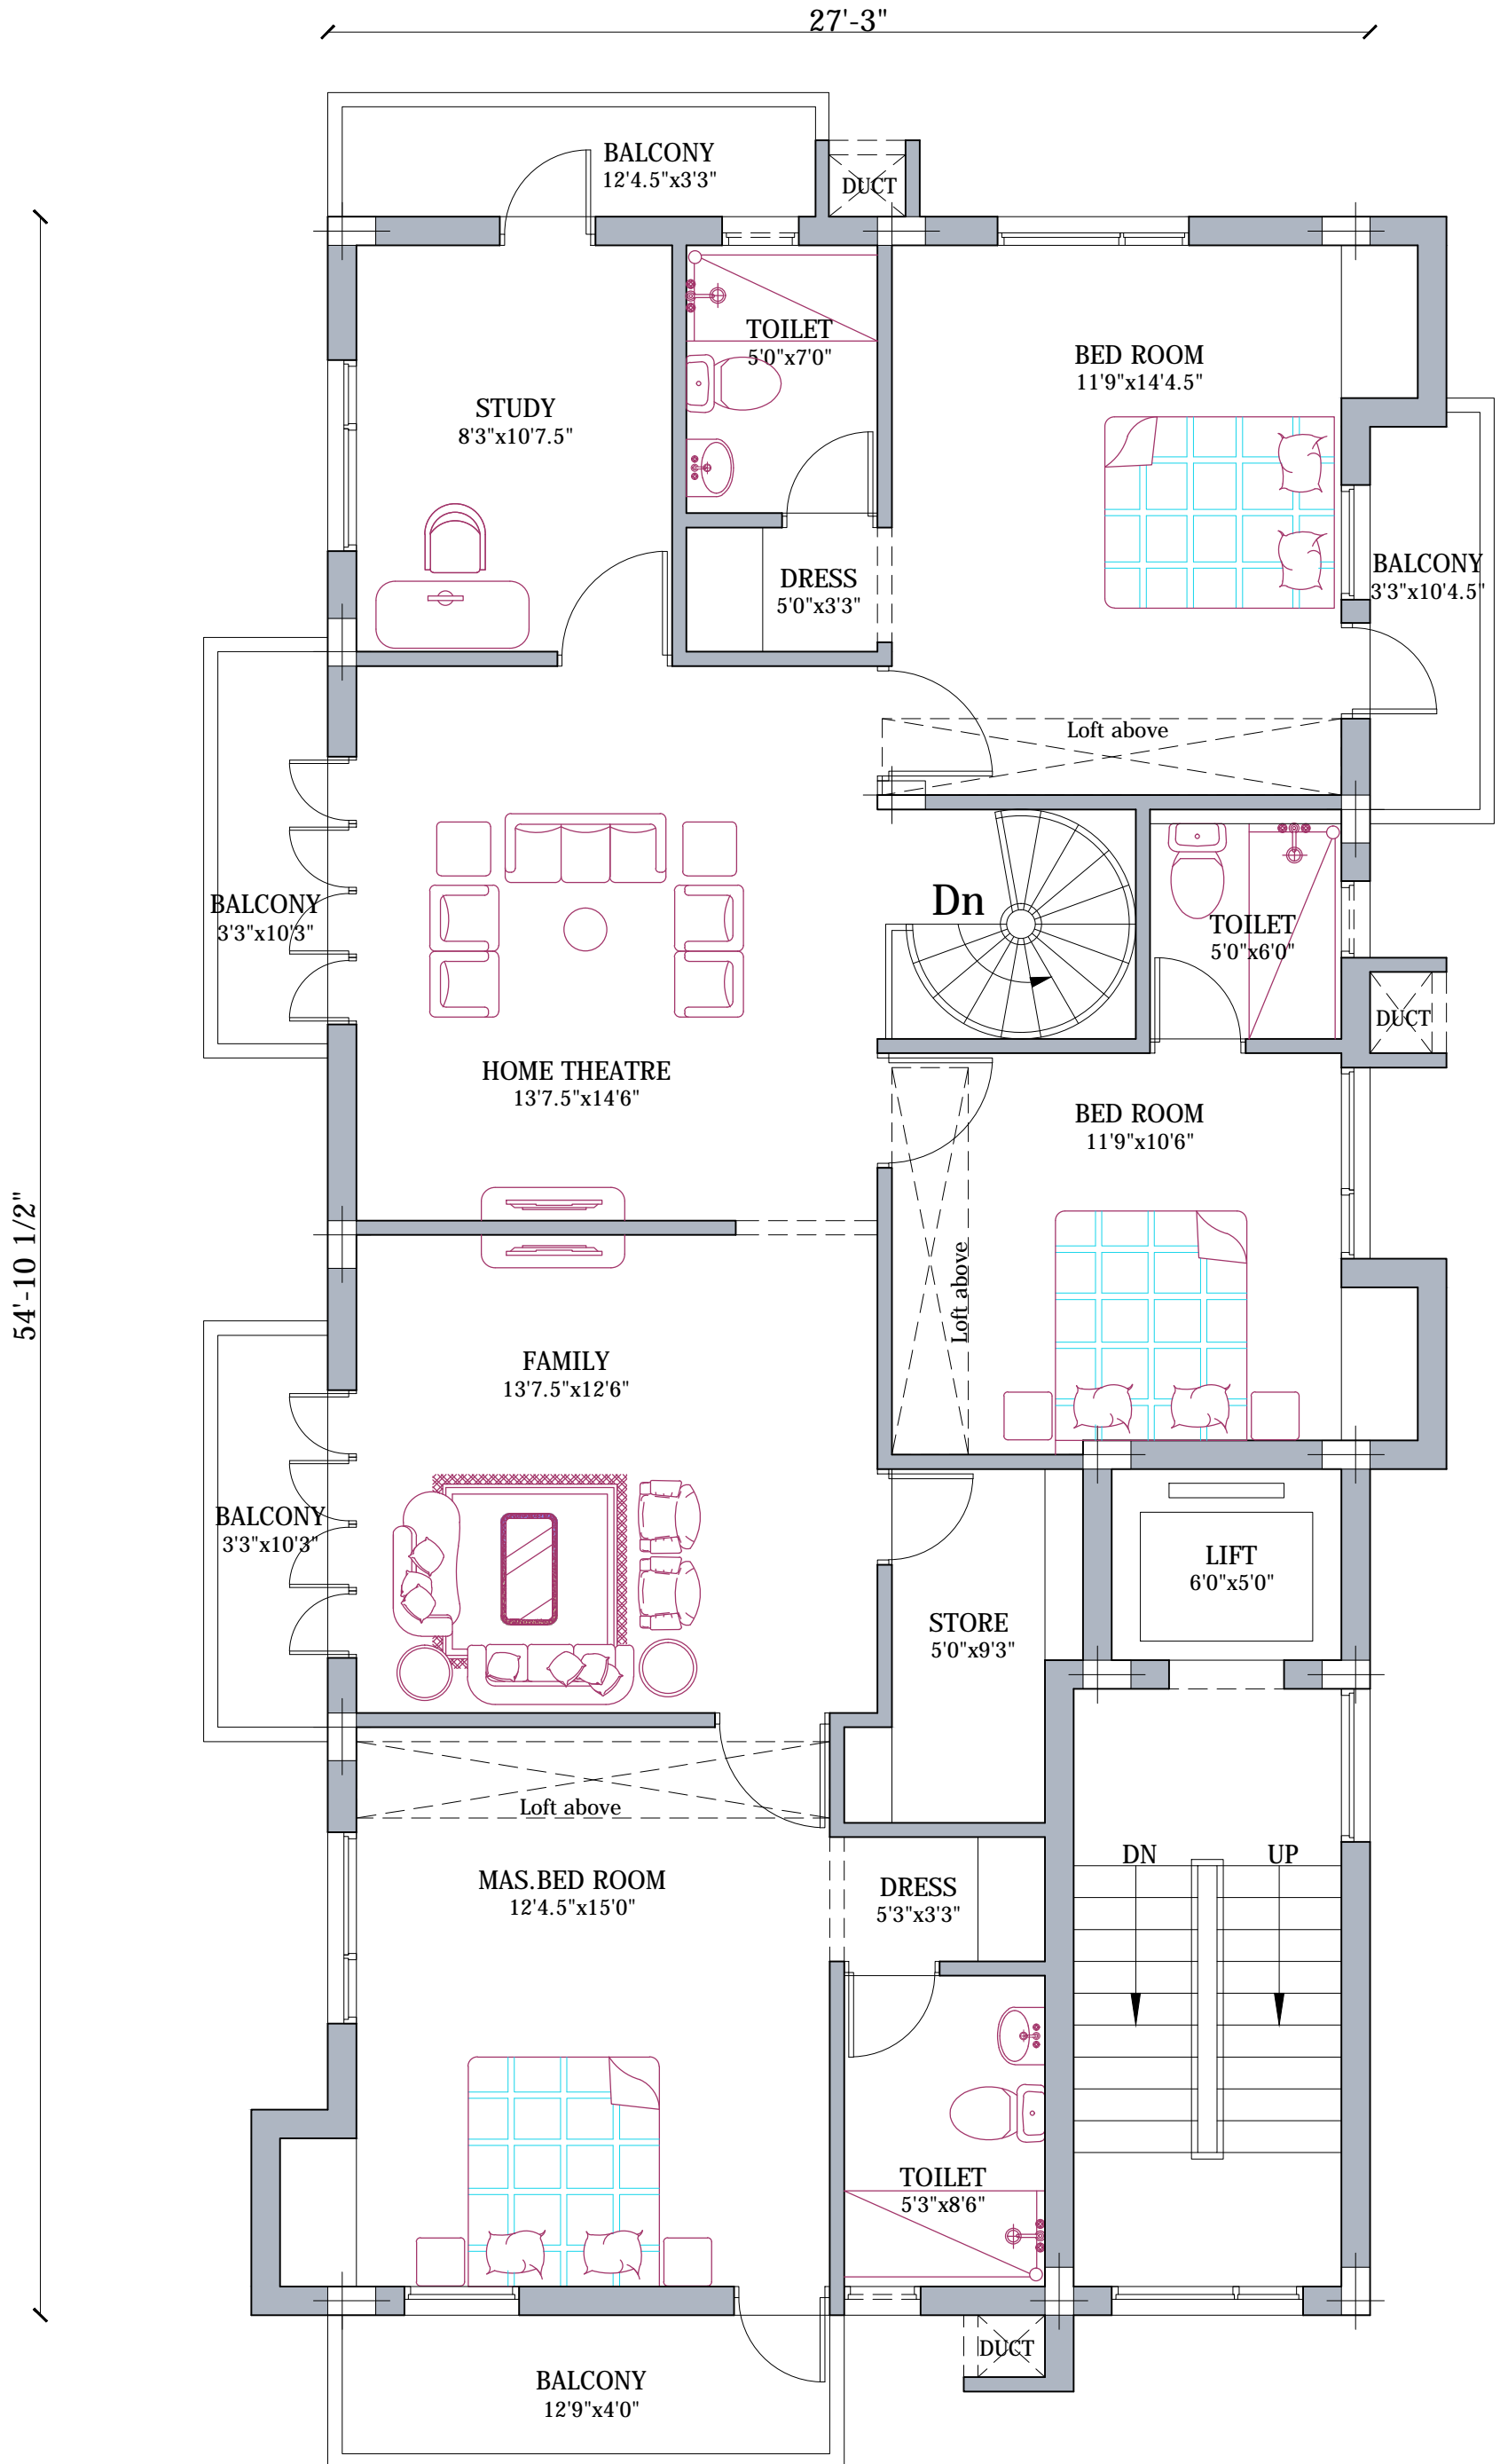 27'-3"
BALCONY
12'4.5"x3'3"
DUCT
TOILET
5'0"x7'0"
BED ROOM
11'9"x14'4.5"
STUDY
8'3"x10'7.5"
BALCONY
3'3"x10'4.5"
DRESS
5'0"x3'3"
Loft above
Dn
BALCONY
3'3"x10'3"
TOILET
5'0"x6'0"
DUCT
HOME THEATRE
13'7.5"x14'6"
BED ROOM
11'9"x10'6"
54'-10 1/2"
Loft above
FAMILY
13'7.5"x12'6"
BALCONY
3'3"x10'3"
LIFT
6'0"x5'0"
STORE
5'0"x9'3"
Loft above
DN
UP
MAS.BED ROOM
12'4.5"x15'0"
DRESS
5'3"x3'3"
TOILET
5'3"x8'6"
DUCT
BALCONY
12'9"x4'0"